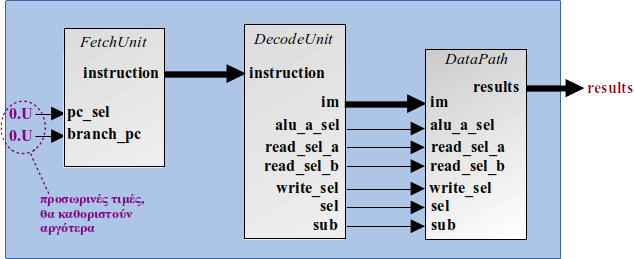 FetchUnit
instruction
0.U
pc_sel
0.U
branch_pc
προσωρινές τιμές,
θα καθοριστούν
αργότερα
DecodeUnit
instruction
im
alu_a_sel
read_sel_a
read_sel_b
write_sel
sel
sub
DataPath
results
im
alu_a_sel
read_sel_a
read_sel_b
write_sel
sel
sub
results